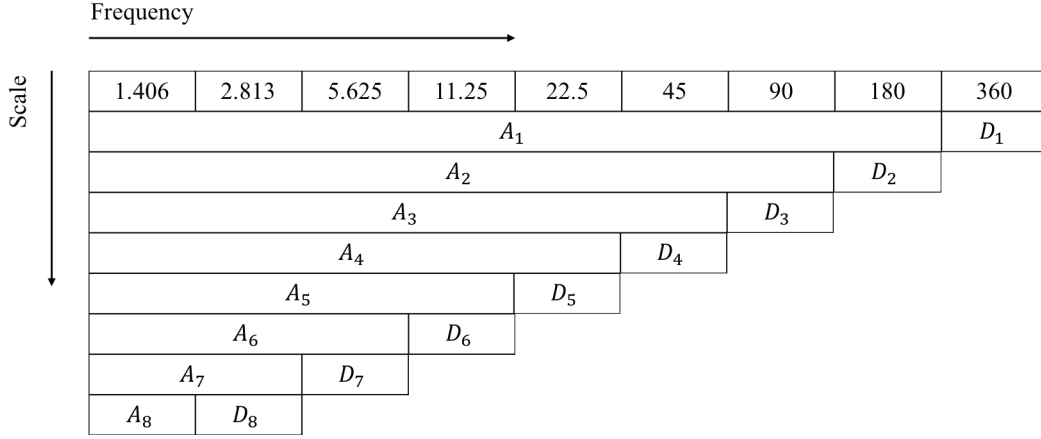 Frequency
Scale
1.406 2.813 5.625 11.25 22.5 45 90 180 360
A₁ D₁
A₂ D₂
A₃ D₃
A₄ D₄
A₅ D₅
A₆ D₆
A₇ D₇
A₈ D₈